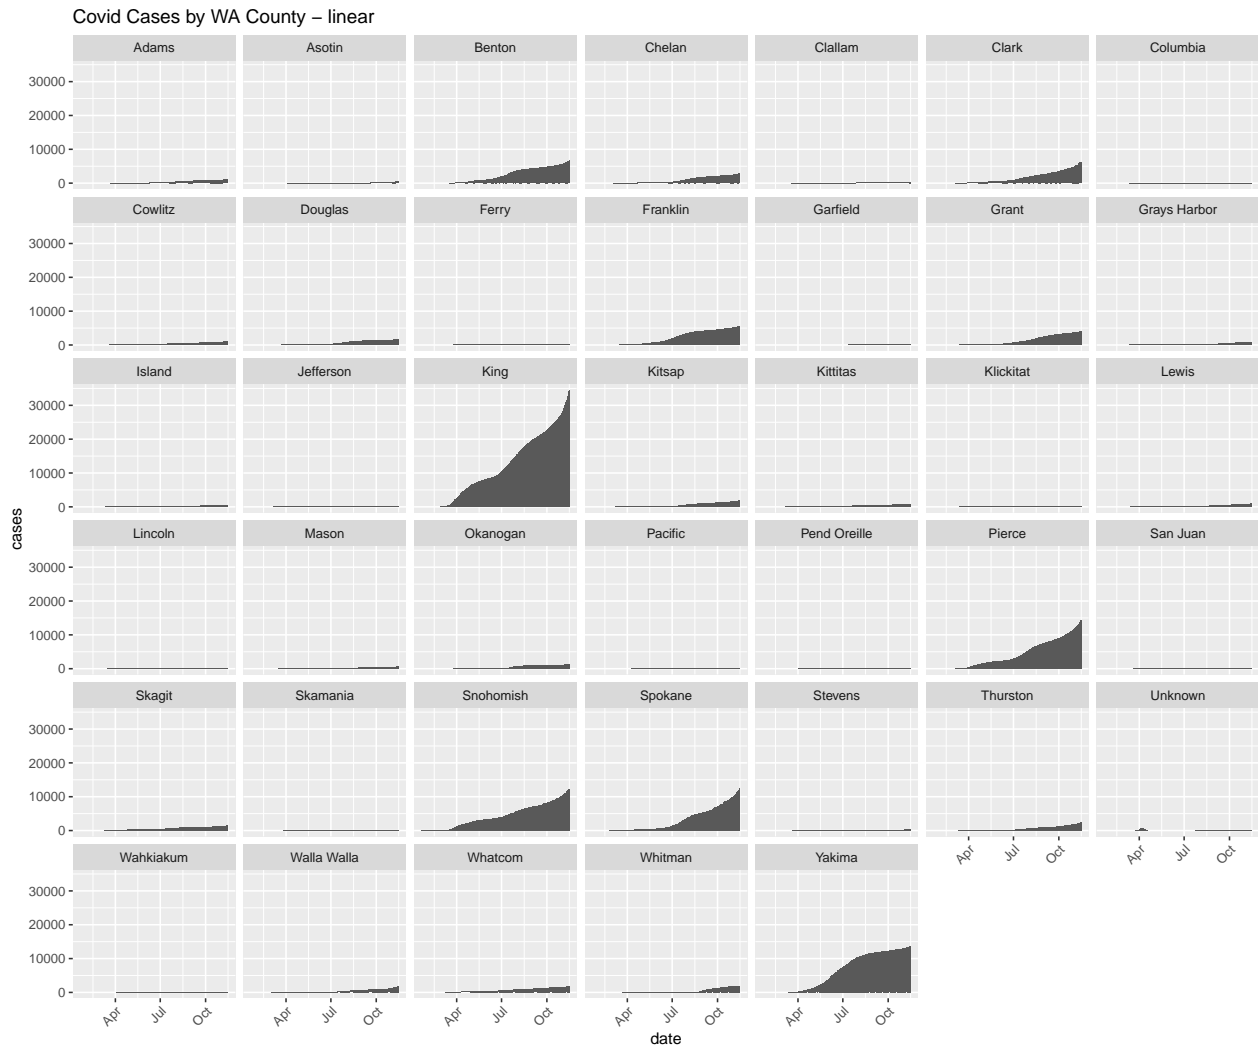 Covid Cases by WA County – linear
Adams Asotin Benton Chelan Clallam Clark Columbia
30000
20000
10000
0
Cowlitz Douglas Ferry Franklin Garfield Grant Grays Harbor
30000
20000
10000
0
Island Jefferson King Kitsap Kittitas Klickitat Lewis
30000
20000
10000
0
cases
Lincoln Mason Okanogan Pacific Pend Oreille Pierce San Juan
30000
20000
10000
0
Skagit Skamania Snohomish Spokane Stevens Thurston Unknown
30000
20000
10000
0
Apr Jul Oct Apr Jul Oct
Wahkiakum Walla Walla Whatcom Whitman Yakima
30000
20000
10000
0
Apr Jul Oct Apr Jul Oct Apr Jul Oct Apr Jul Oct Apr Jul Oct
date